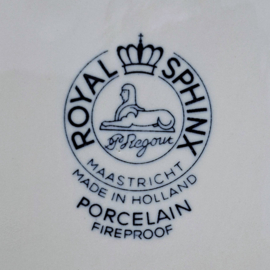 ROYAL SPHINX
P. Regout
MAASTRICHT
MADE IN HOLLAND
PORCELAIN
FIREPROOF